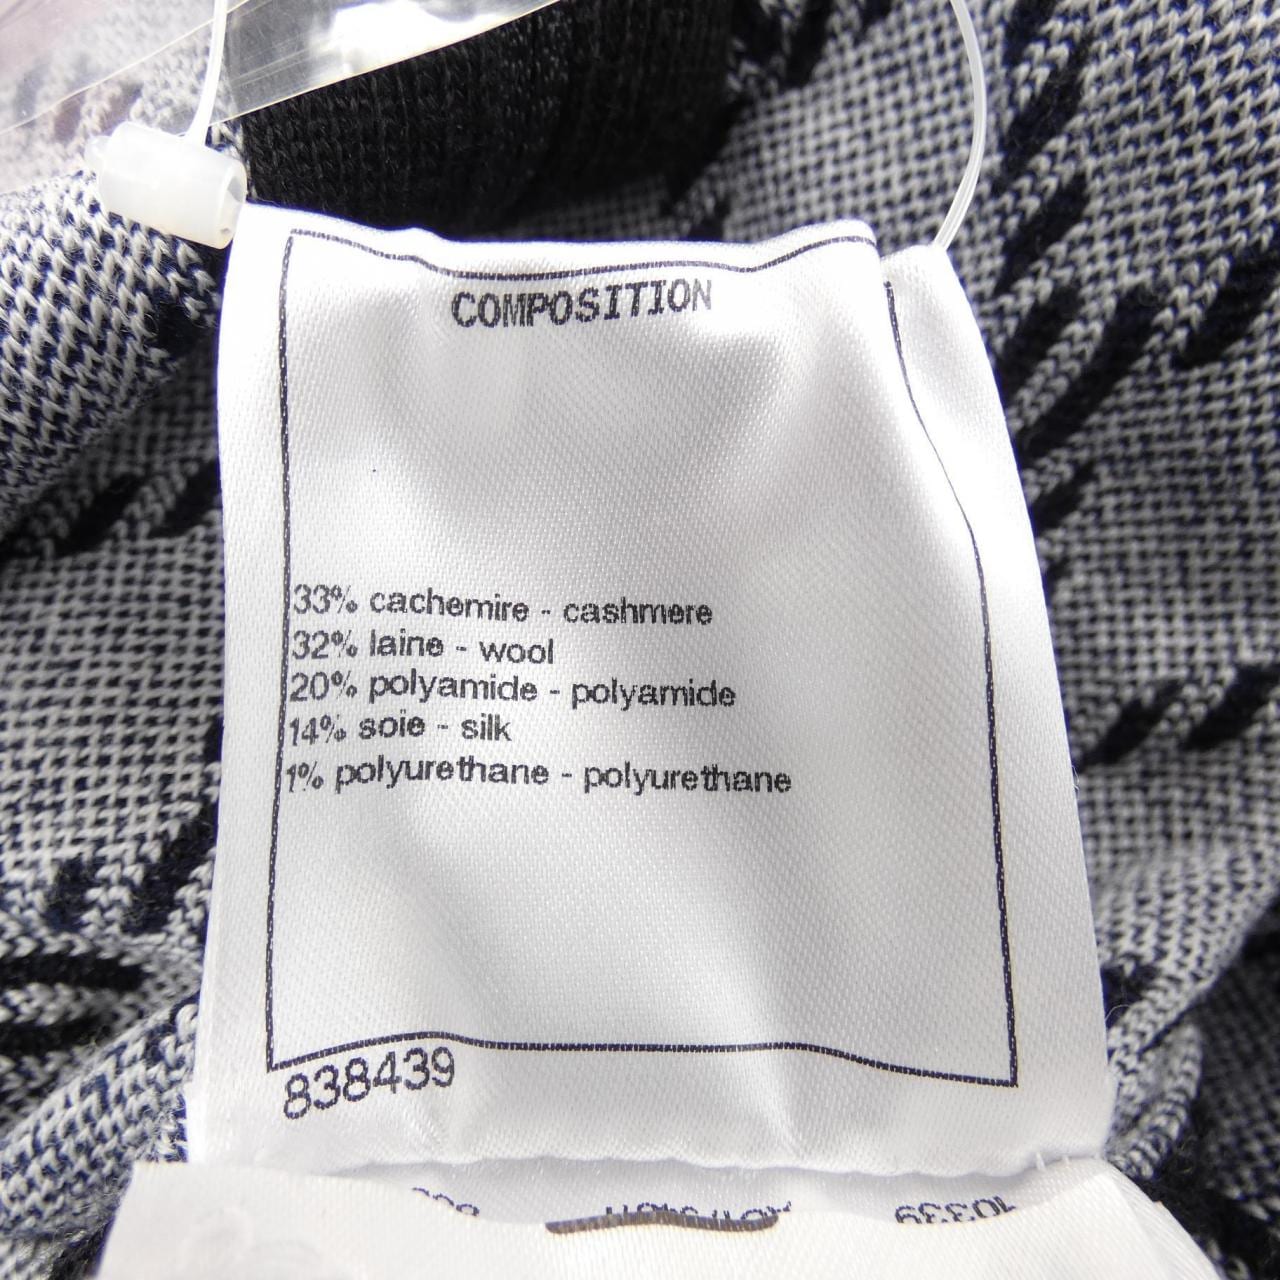 COMPOSITION
33% cachemire - cashmere
32% laine - wool
20% polyamide - polyamide
14% soie - silk
1% polyurethane - polyurethane
838439